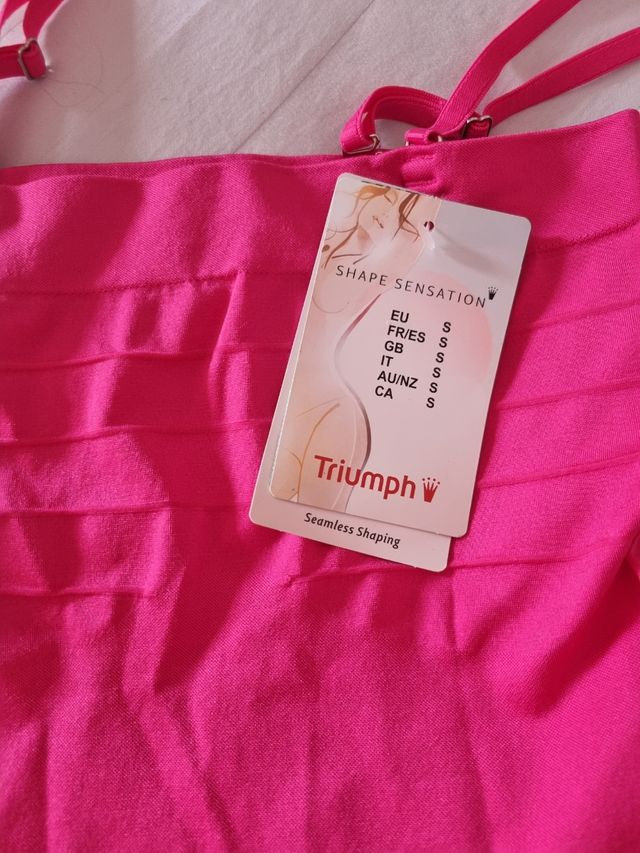 SHAPE SENSATION
EU S
FR/ES S
GB S
IT S
AU/NZ S
CA S
Triumph
Seamless Shaping